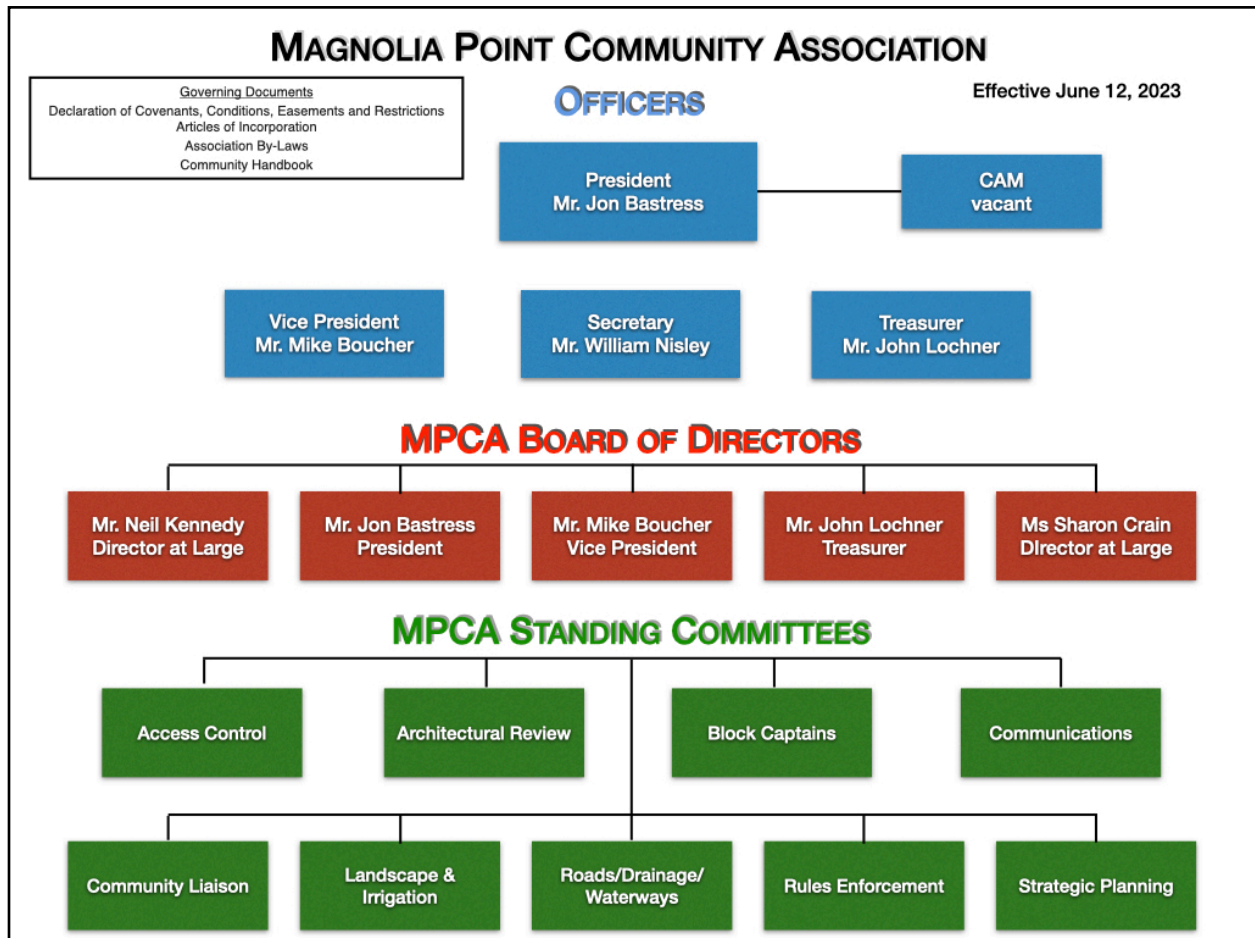 MAGNOLIA POINT COMMUNITY ASSOCIATION
Governing Documents
Declaration of Covenants, Conditions, Easements and Restrictions
Articles of Incorporation
Association By-Laws
Community Handbook
OFFICERS
Effective June 12, 2023
President
Mr. Jon Bastress
CAM
vacant
Vice President
Mr. Mike Boucher
Secretary
Mr. William Nisley
Treasurer
Mr. John Lochner
MPCA BOARD OF DIRECTORS
Mr. Neil Kennedy
Director at Large
Mr. Jon Bastress
President
Mr. Mike Boucher
Vice President
Mr. John Lochner
Treasurer
Ms Sharon Crain
DIrector at Large
MPCA STANDING COMMITTEES
Access Control
Architectural Review
Block Captains
Communications
Community Liaison
Landscape &
Irrigation
Roads/Drainage/
Waterways
Rules Enforcement
Strategic Planning